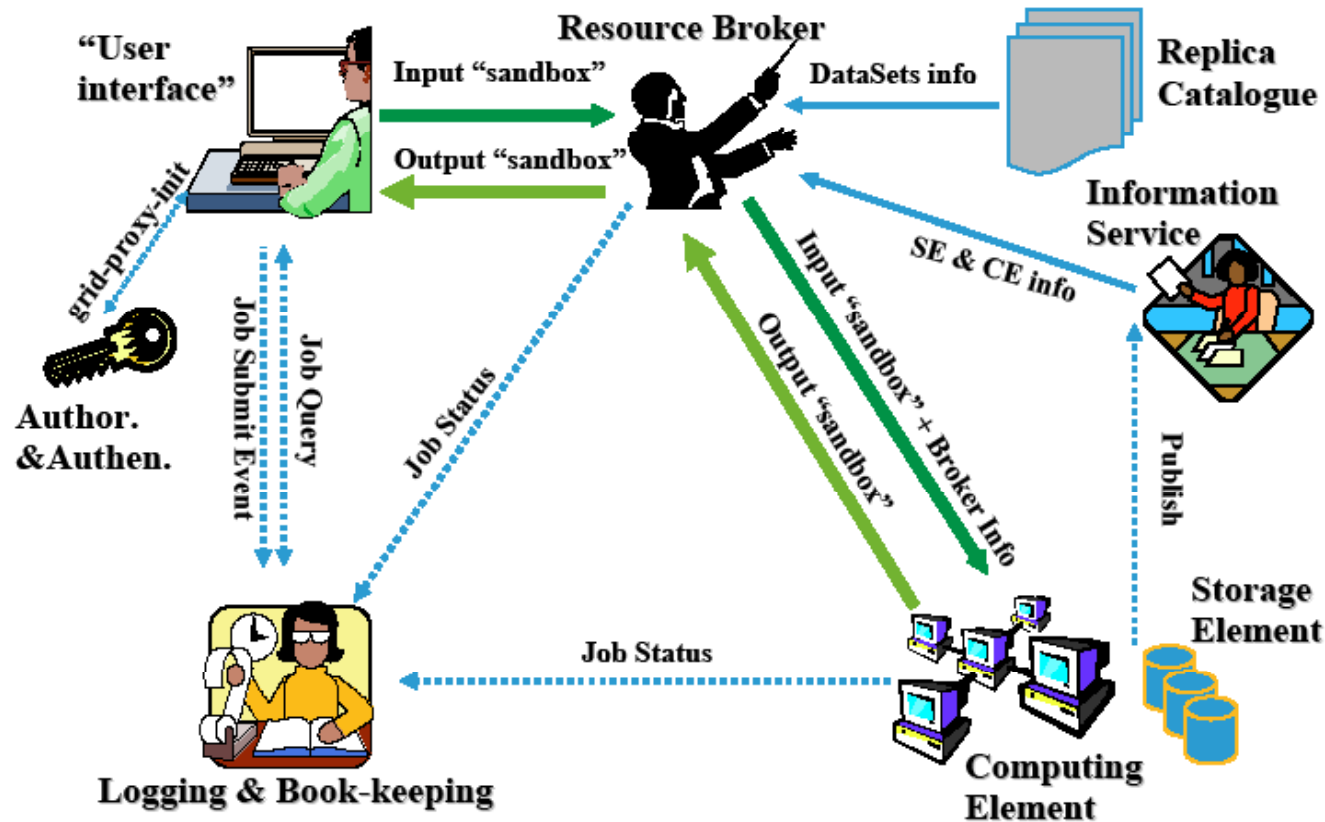 “User
interface”
Resource Broker
Input “sandbox”
DataSets info
Replica
Catalogue
Output “sandbox”
grid-proxy-init
Information
Service
SE & CE info
Input “sandbox” + Broker Info
Output “sandbox”
Job Submit Event
Job Query
Job Status
Author.
&Authen.
Publish
Storage
Element
Job Status
Computing
Element
Logging & Book-keeping